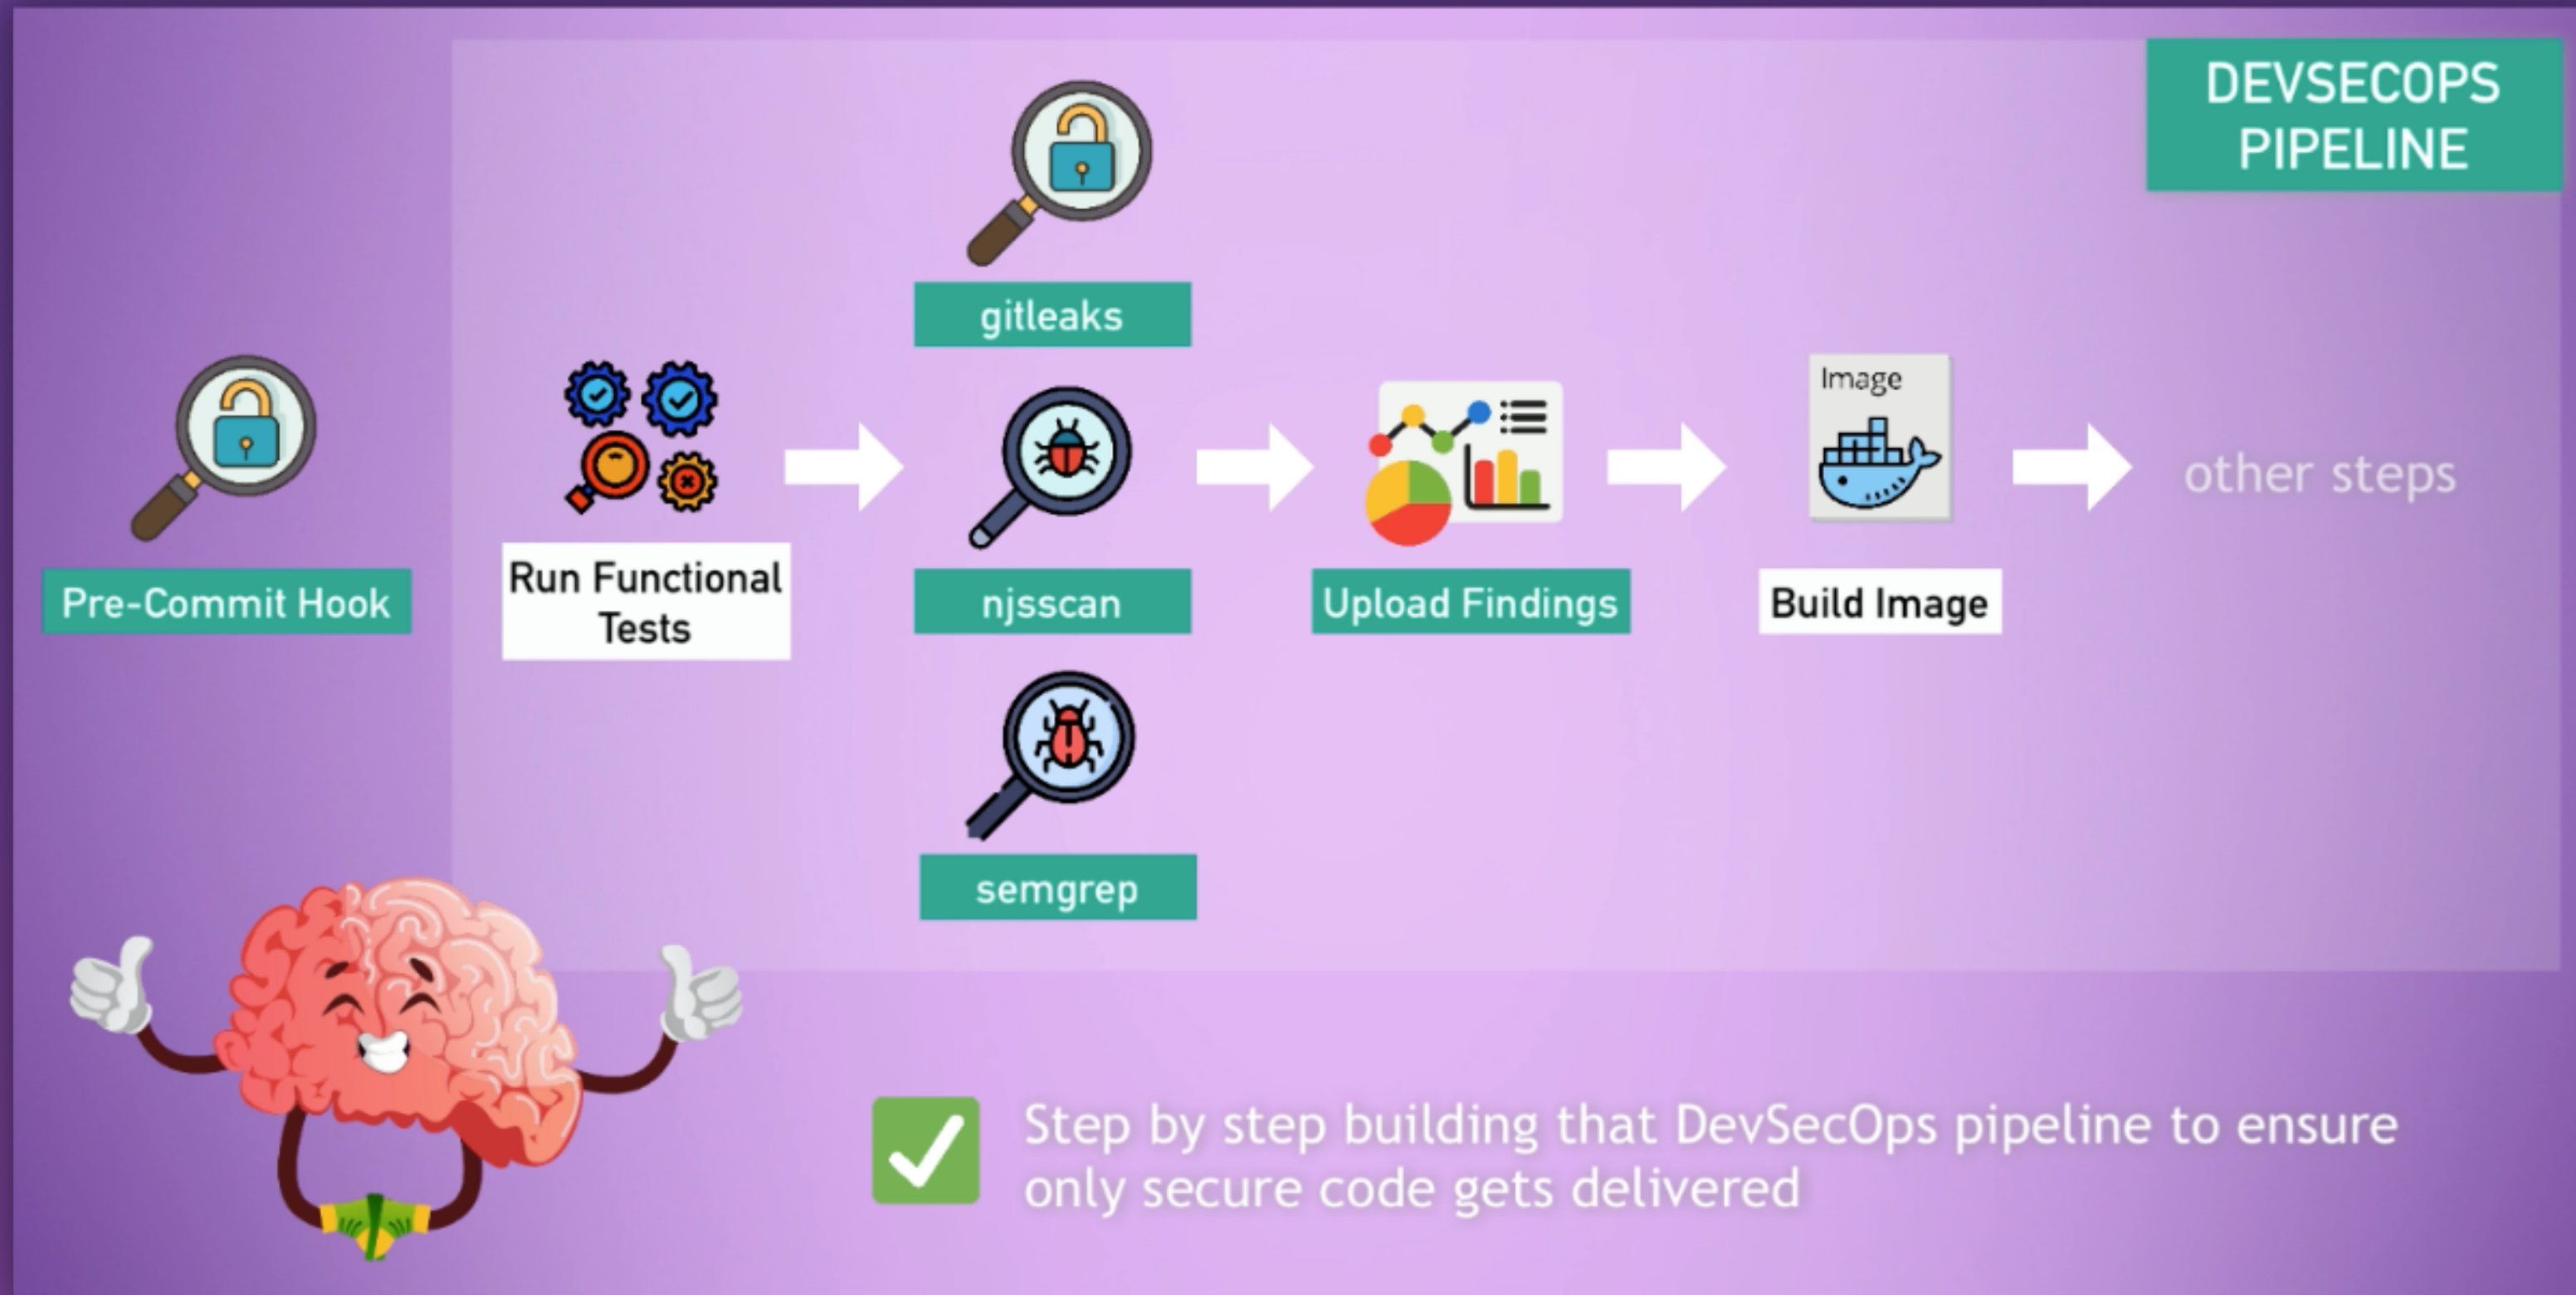 DEVSECOPS
PIPELINE
gitleaks
Image
other steps
Pre-Commit Hook
Run Functional
Tests
njsscan
Upload Findings
Build Image
semgrep
Step by step building that DevSecOps pipeline to ensure
only secure code gets delivered